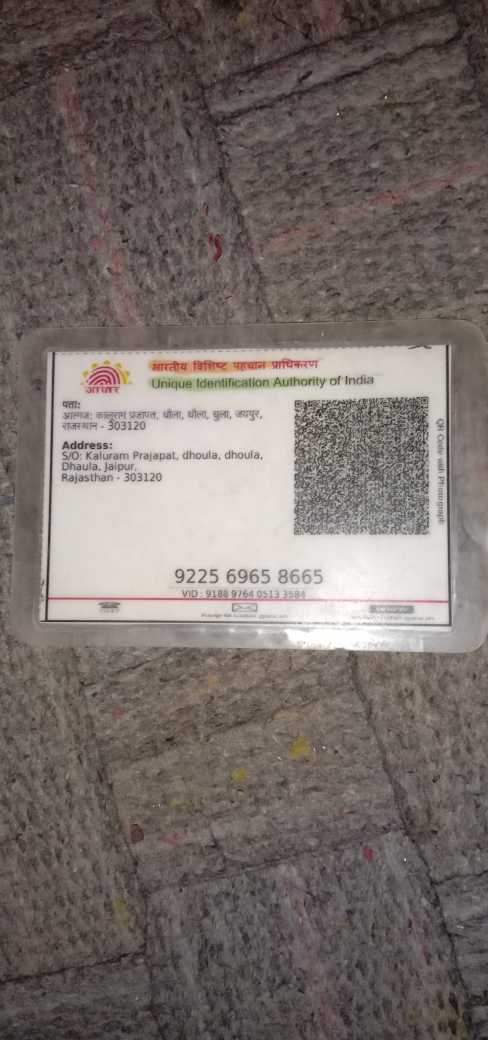 आधार
भारतीय विशिष्ट पहचान प्राधिकरण
Unique Identification Authority of India
पता:
आत्मज: कालूराम प्रजापत, धौला, धौला, धुला, जयपुर,
राजस्थान - 303120
Address:
S/O: Kaluram Prajapat, dhoula, dhoula,
Dhaula, Jaipur,
Rajasthan - 303120
QR Code with Photograph
9225 6965 8665
VID : 9188 9764 0513 3584